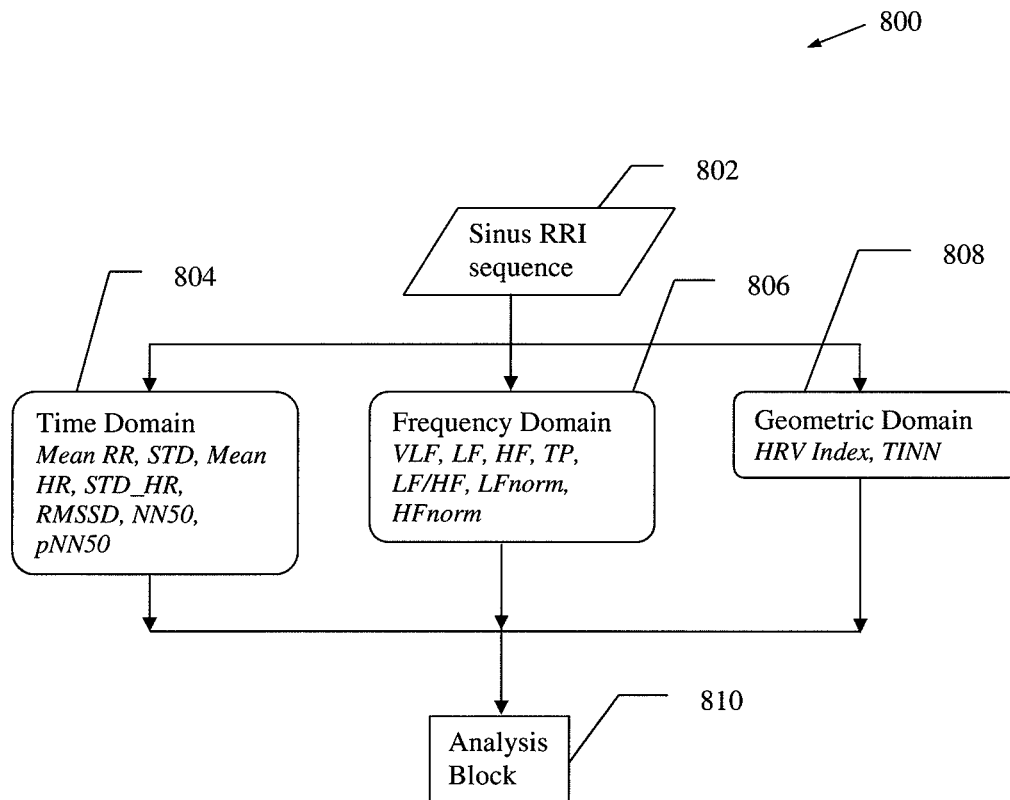 800
802
Sinus RRI
sequence
804
806
808
Time Domain
Mean RR, STD, Mean
HR, STD_HR,
RMSSD, NN50,
pNN50
Frequency Domain
VLF, LF, HF, TP,
LF/HF, LFnorm,
HFnorm
Geometric Domain
HRV Index, TINN
810
Analysis
Block